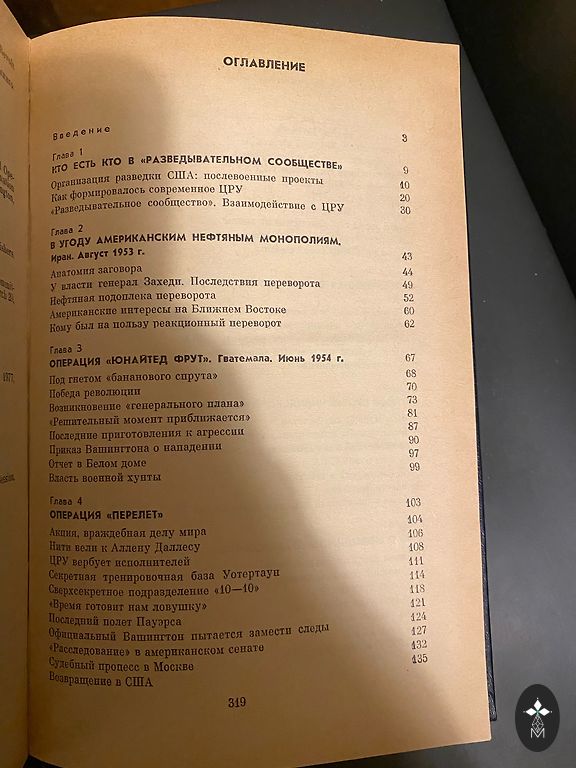 ОГЛАВЛЕНИЕ
Введение 3
Глава 1
КТО ЕСТЬ КТО В «РАЗВЕДЫВАТЕЛЬНОМ СООБЩЕСТВЕ» 9
Организация разведки США: послевоенные проекты 10
Как формировалось современное ЦРУ 20
«Разведывательное сообщество». Взаимодействие с ЦРУ 30
Глава 2
В УГОДУ АМЕРИКАНСКИМ НЕФТЯНЫМ МОНОПОЛИЯМ.
Иран. Август 1953 г. 43
Анатомия заговора 44
У власти генерал Захеди. Последствия переворота 49
Нефтяная подоплека переворота 52
Американские интересы на Ближнем Востоке 60
Кому был на пользу реакционный переворот 62
Глава 3
ОПЕРАЦИЯ «ЮНАЙТЕД ФРУТ». Гватемала. Июнь 1954 г. 67
Под гнетом «бананового спрута» 68
Победа революции 70
Возникновение «генерального плана» 73
«Решительный момент приближается» 81
Последние приготовления к агрессии 87
Приказ Вашингтона о нападении 90
Отчет в Белом доме 97
Власть военной хунты 99
Глава 4
ОПЕРАЦИЯ «ПЕРЕЛЕТ» 103
Акция, враждебная делу мира 104
Нити вели к Аллену Даллесу 106
ЦРУ вербует исполнителей 108
Секретная тренировочная база Уотертаун 111
Сверхсекретное подразделение «10—10» 114
«Время готовит нам ловушку» 118
Последний полет Пауэрса 121
Официальный Вашингтон пытается замести следы 124
«Расследование» в американском сенате 127
Судебный процесс в Москве 132
Возвращение в США 135
319
1977,
M